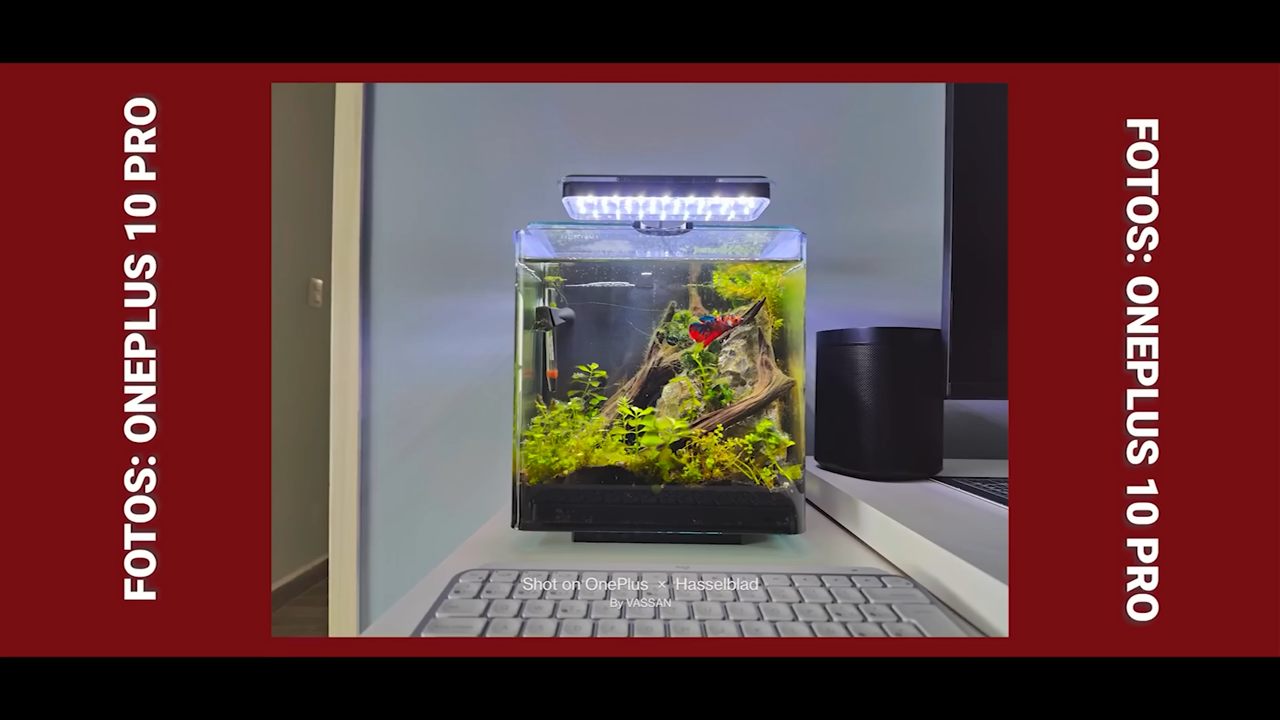 FOTOS: ONEPLUS 10 PRO
Shot on OnePlus × Hasselblad
By VASSAN
FOTOS: ONEPLUS 10 PRO